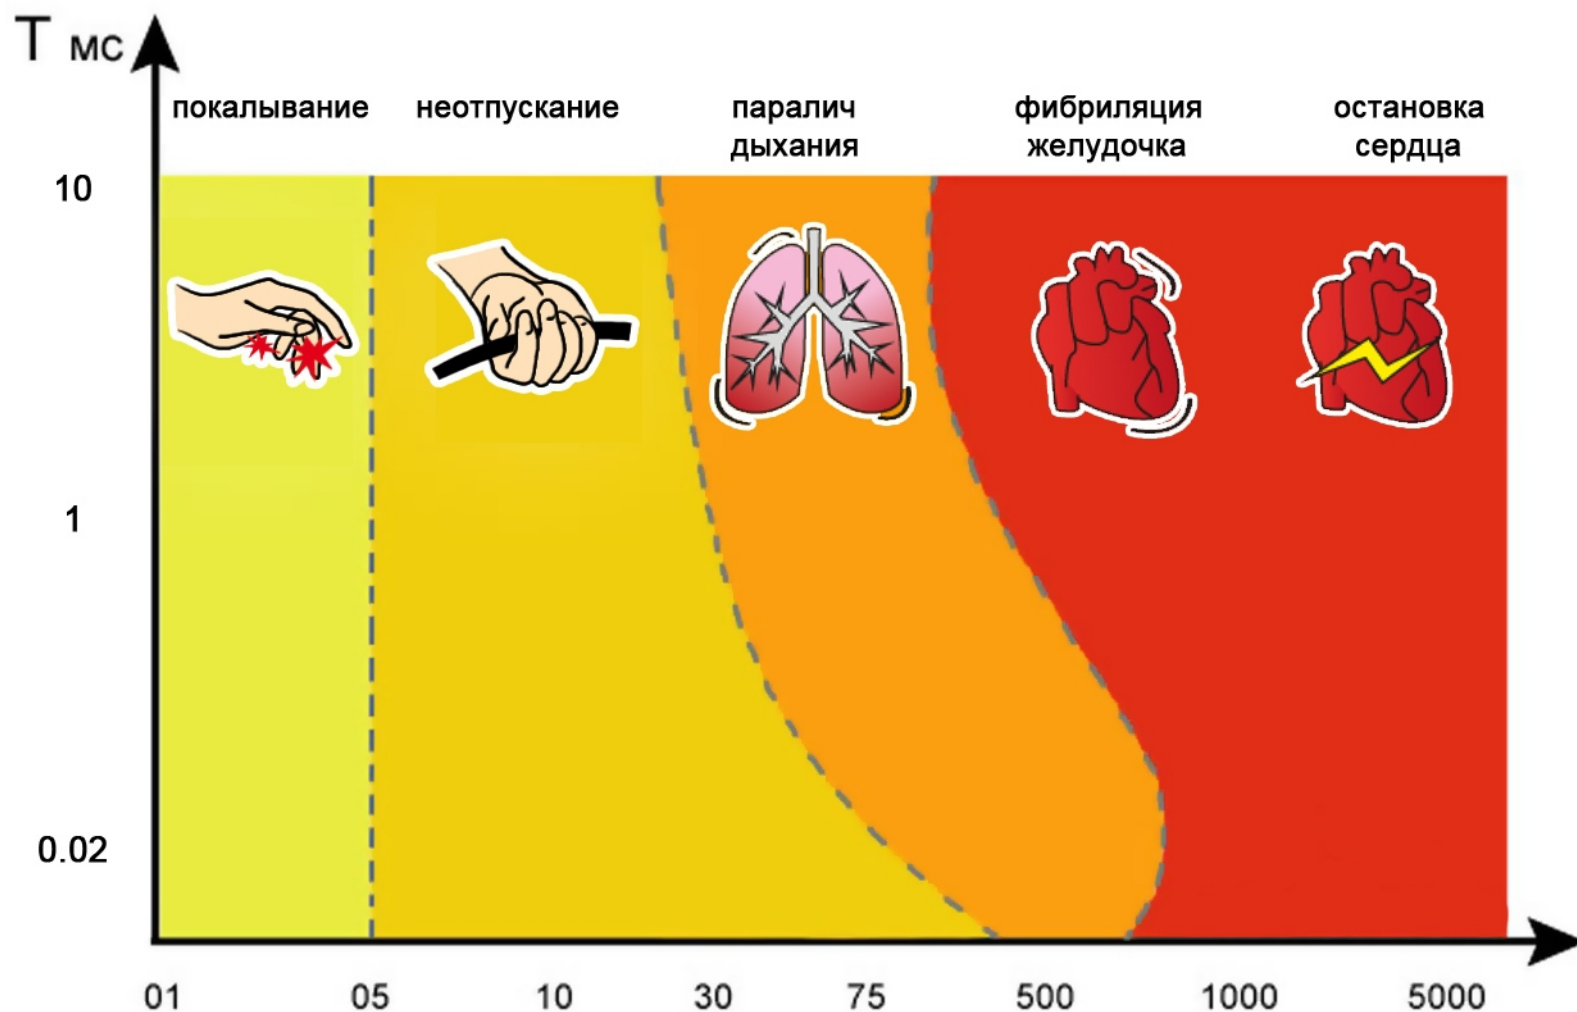 Т мс
покалывание
неотпускание
паралич
дыхания
фибриляция
желудочка
остановка
сердца
10
1
0.02
01 05 10 30 75 500 1000 5000